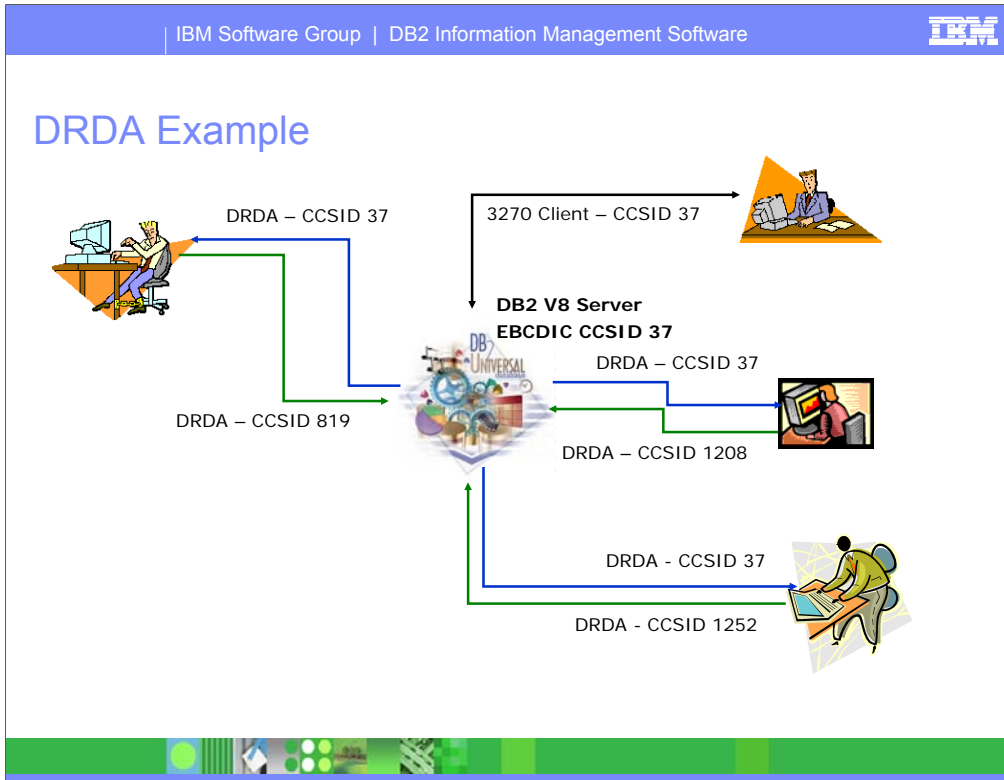 IBM Software Group | DB2 Information Management Software
IBM
DRDA Example
DRDA – CCSID 37
3270 Client – CCSID 37
DB2 V8 Server
EBCDIC CCSID 37
DB2
UNIVERSAL
DRDA – CCSID 37
DRDA – CCSID 819
DRDA – CCSID 1208
DRDA - CCSID 37
DRDA - CCSID 1252